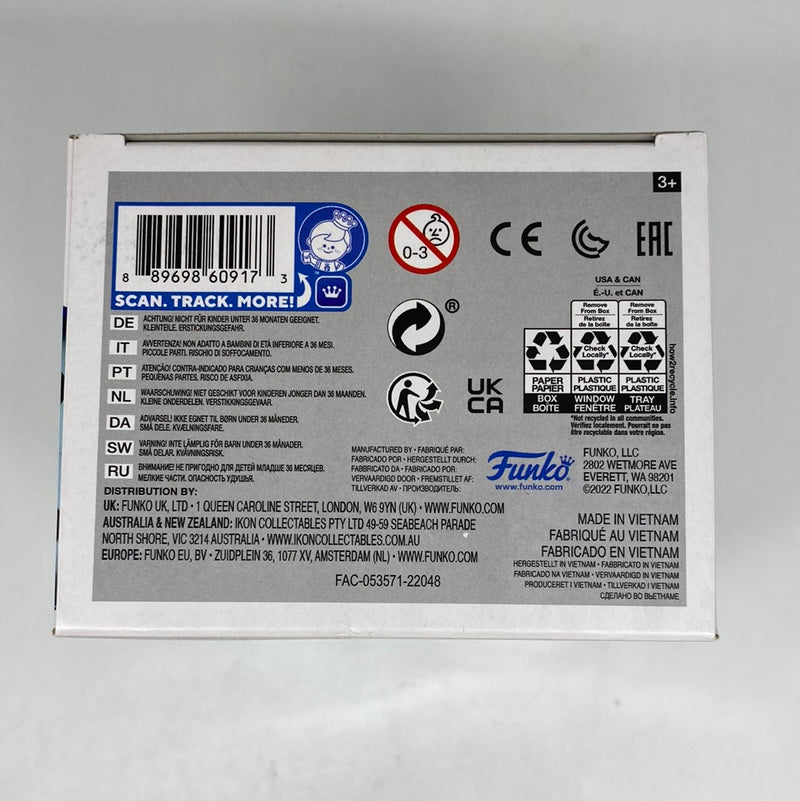 3+
8 89698 60917 3
SCAN. TRACK. MORE!
0-3
CE
EAC
®
UK
CA
USA & CAN
É.-U. et CAN
Remove From Box
Retirez de la boîte
Remove From Box
Retirez de la boîte
Check Locally*
Check Locally*
PAPER
PAPIER
PLASTIC
PLASTIQUE
PLASTIC
PLASTIQUE
BOX
BOÎTE
WINDOW
FENÊTRE
TRAY
PLATEAU
*Not recycled in all communities.
Vérifiez localement. Pourrait ne pas
être recyclable dans votre région.
how2recycle.info
DE ACHTUNG! NICHT FÜR KINDER UNTER 36 MONATEN GEEIGNET.
KLEINTEILE. ERSTICKUNGSGEFAHR.
IT AVVERTENZA! NON ADATTO A BAMBINI DI ETÀ INFERIORE A 36 MESI.
PICCOLE PARTI. RISCHIO DI SOFFOCAMENTO.
PT ATENÇÃO! CONTRA-INDICADO PARA CRIANÇAS COM MENOS DE 36 MESES.
PEQUENAS PARTES. RISCO DE ASFIXIA.
NL WAARSCHUWING! NIET GESCHIKT VOOR KINDEREN JONGER DAN 36 MAANDEN.
KLEINE ONDERDELEN. VERSTIKKINGSGEVAAR.
DA ADVARSEL! IKKE EGNET TIL BØRN UNDER 36 MÅNEDER.
SMÅ DELE. KVÆLNINGSFARE.
SW VARNING! INTE LÄMPLIG FÖR BARN UNDER 36 MÅNADER.
SMÅ DELAR. KVÄVNINGSRISK.
RU ВНИМАНИЕ! НЕ ПРИГОДНО ДЛЯ ДЕТЕЙ МЛАДШЕ 36 МЕСЯЦЕВ.
МЕЛКИЕ ЧАСТИ. ОПАСНОСТЬ УДУШЬЯ.
MANUFACTURED BY • FABRIQUÉ PAR:
FABRICADO POR • HERGESTELLT DURCH:
FABBRICATO DA • FABRICADO POR:
VERVAARDIGD DOOR • FREMSTILLET AF:
TILLVERKAD AV • ПРОИЗВОДИТЕЛЬ:
Funko
www.funko.com
FUNKO, LLC
2802 WETMORE AVE
EVERETT, WA 98201
©2022 FUNKO,LLC
DISTRIBUTION BY:
UK: FUNKO UK, LTD • 1 QUEEN CAROLINE STREET, LONDON, W6 9YN (UK) • WWW.FUNKO.COM
AUSTRALIA & NEW ZEALAND: IKON COLLECTABLES PTY LTD 49-59 SEABEACH PARADE
NORTH SHORE, VIC 3214 AUSTRALIA • WWW.IKONCOLLECTABLES.COM.AU
EUROPE: FUNKO EU, BV • ZUIDPLEIN 36, 1077 XV, AMSTERDAM (NL) • WWW.FUNKO.COM
FAC-053571-22048
MADE IN VIETNAM
FABRIQUÉ AU VIETNAM
FABRICADO EN VIETNAM
HERGESTELLT IN VIETNAM • FABBRICATO IN VIETNAM
FABRICADO NA VIETNAM • VERVAARDIGD IN VIETNAM
PRODUCERET I VIETNAM • TILLVERKAD I VIETNAM
СДЕЛАНО ВО ВЬЕТНАМЕ